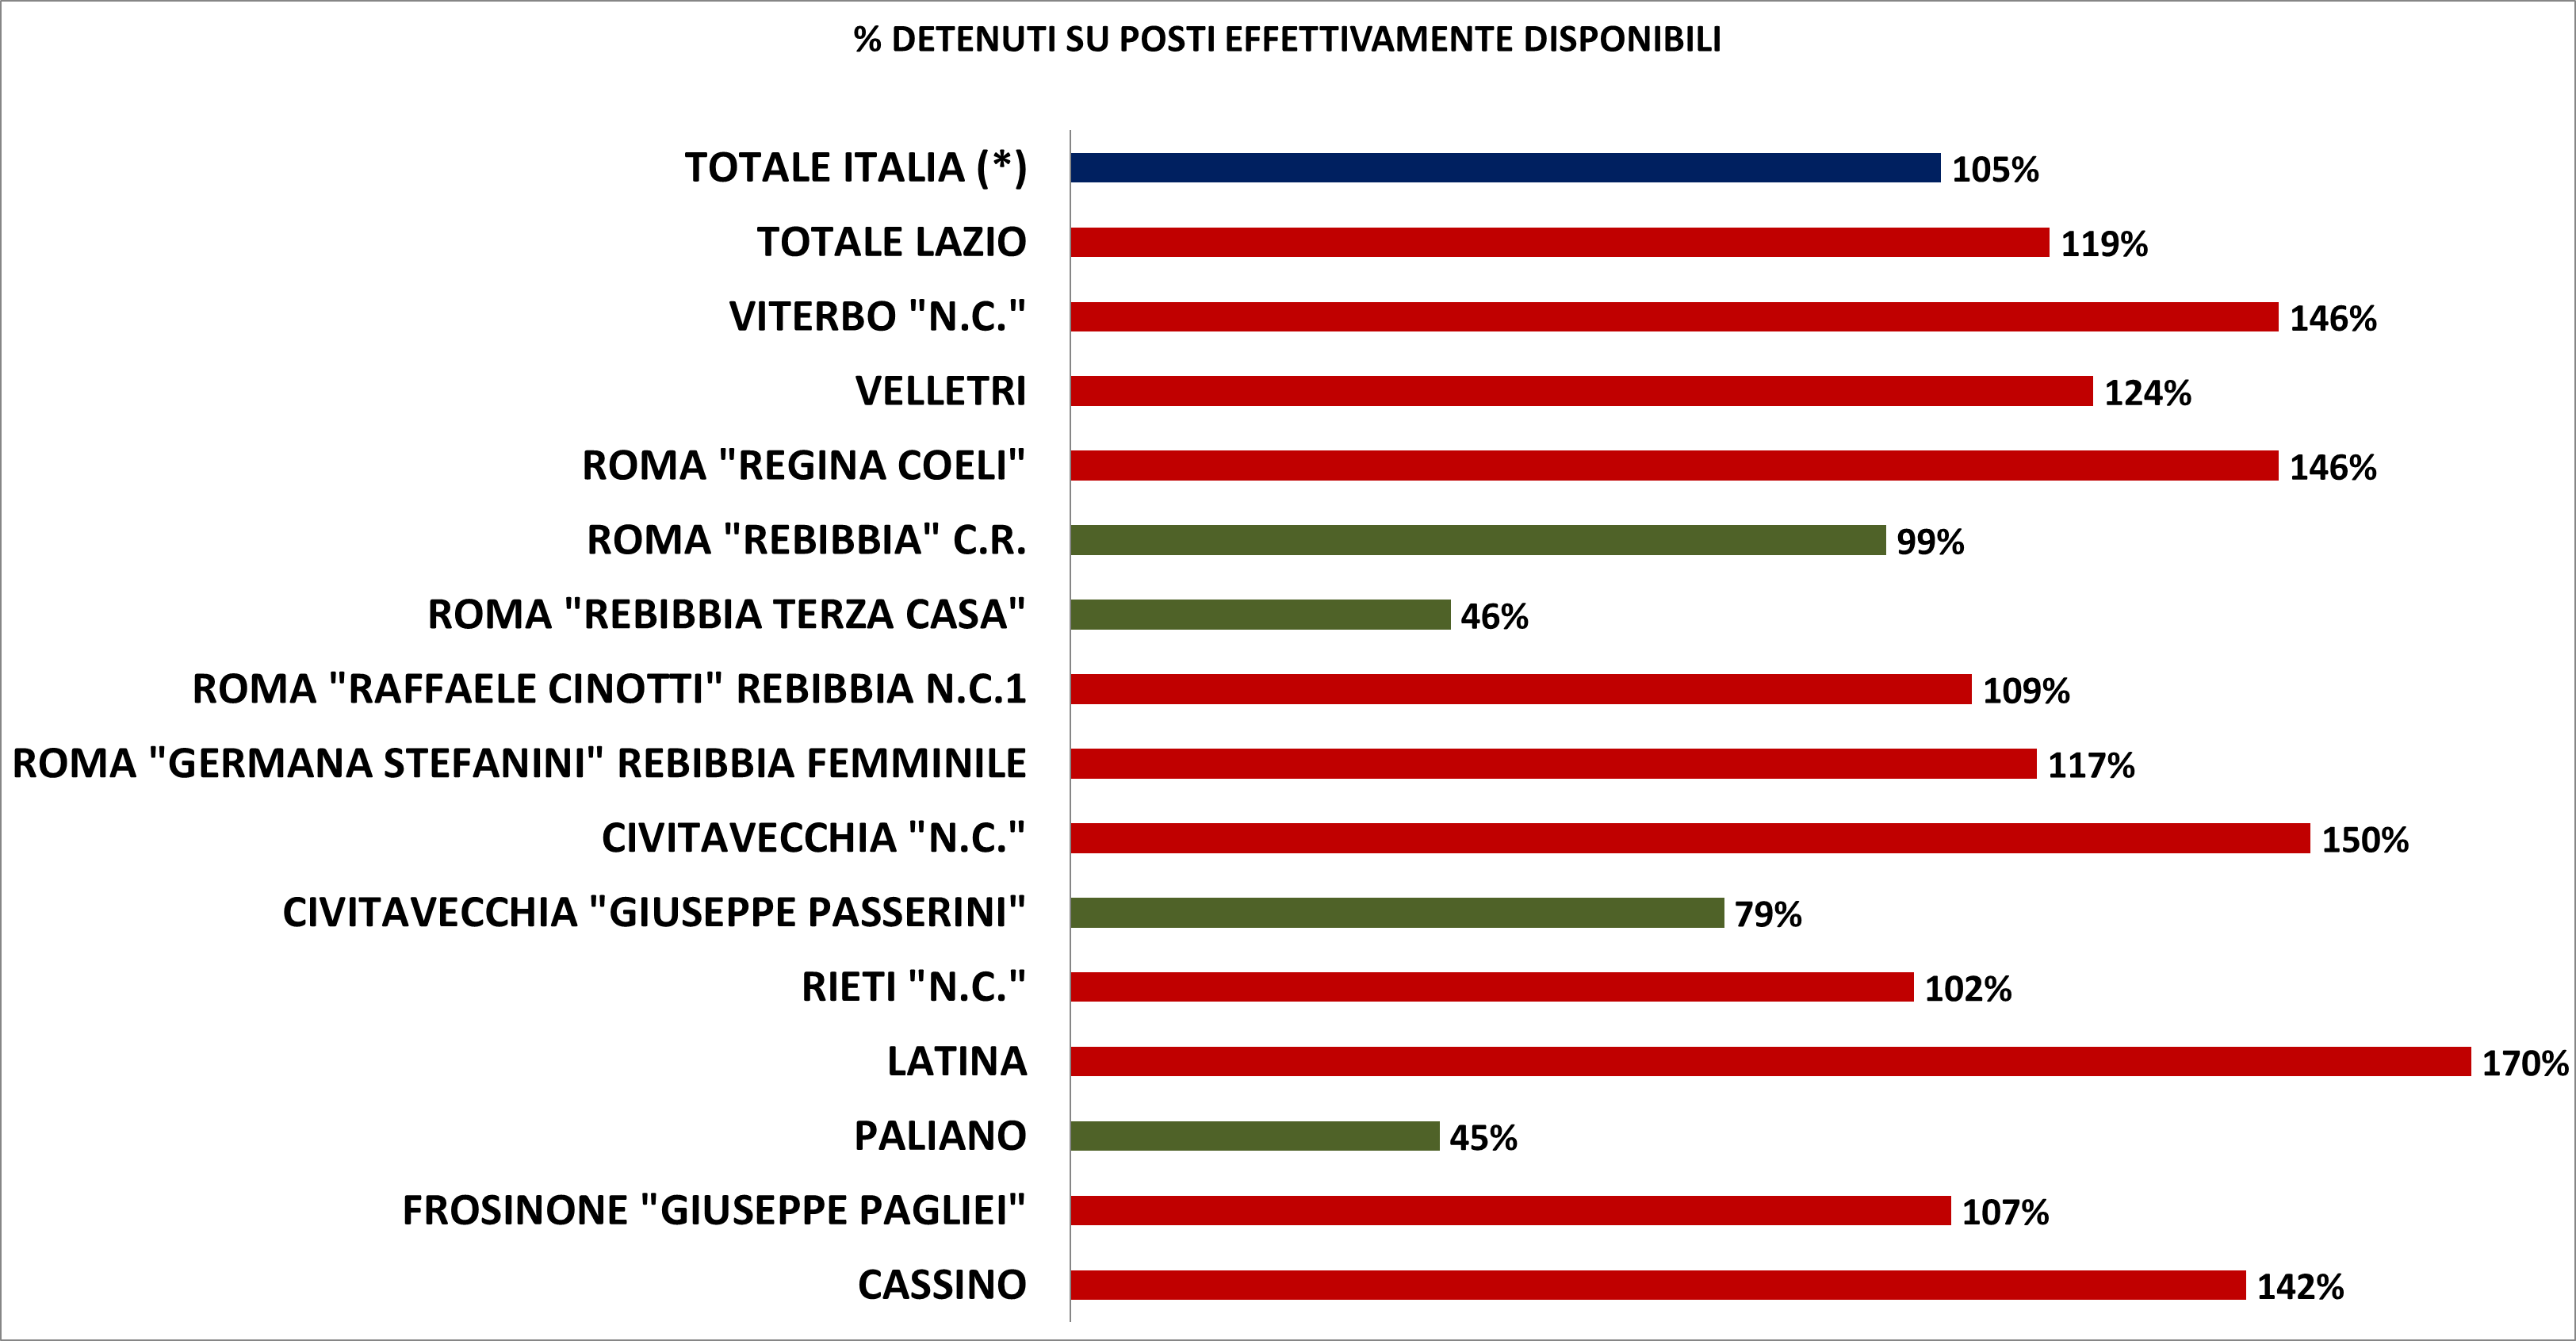 % DETENUTI SU POSTI EFFETTIVAMENTE DISPONIBILI
TOTALE ITALIA (*) 105%
TOTALE LAZIO 119%
VITERBO "N.C." 146%
VELLETRI 124%
ROMA "REGINA COELI" 146%
ROMA "REBIBBIA" C.R. 99%
ROMA "REBIBBIA TERZA CASA" 46%
ROMA "RAFFAELE CINOTTI" REBIBBIA N.C.1 109%
ROMA "GERMANA STEFANINI" REBIBBIA FEMMINILE 117%
CIVITAVECCHIA "N.C." 150%
CIVITAVECCHIA "GIUSEPPE PASSERINI" 79%
RIETI "N.C." 102%
LATINA 170%
PALIANO 45%
FROSINONE "GIUSEPPE PAGLIEI" 107%
CASSINO 142%